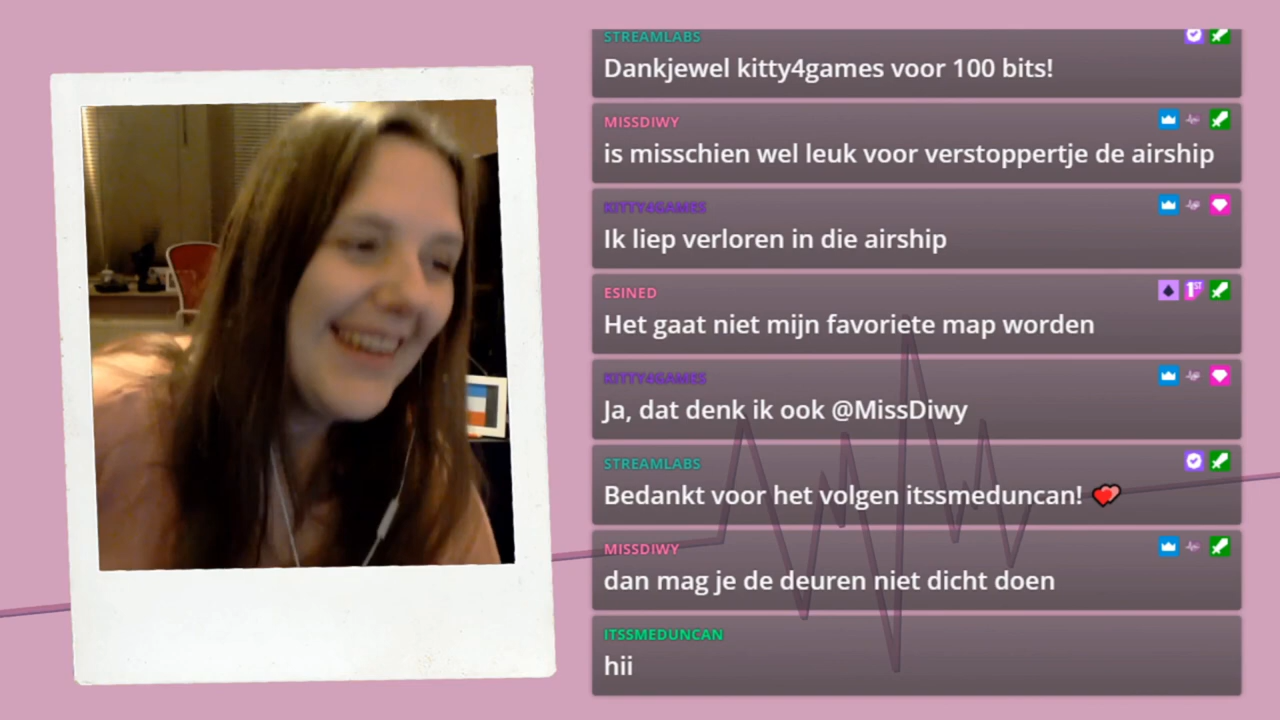 STREAMLABS
Dankjewel kitty4games voor 100 bits!
MISSDIWY
is misschien wel leuk voor verstoppertje de airship
KITTY4GAMES
Ik liep verloren in die airship
ESINED
1ST
Het gaat niet mijn favoriete map worden
KITTY4GAMES
Ja, dat denk ik ook @MissDiwy
STREAMLABS
Bedankt voor het volgen itssmeduncan! 💕
MISSDIWY
dan mag je de deuren niet dicht doen
ITSSMEDUNCAN
hii